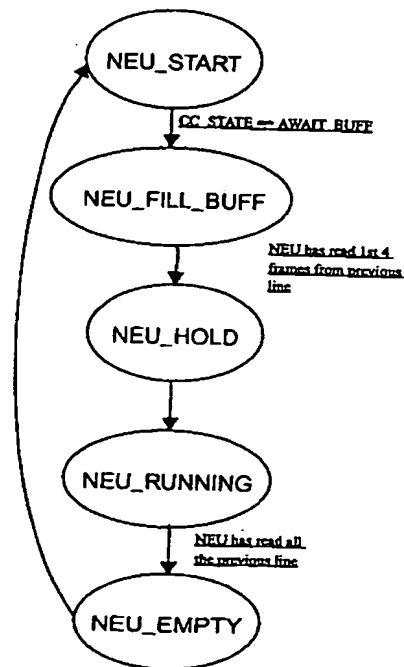 NEU_START
CC_STATE == AWAIT_BUFF
NEU_FILL_BUFF
NEU has read 1st 4
frames from previous
line
NEU_HOLD
NEU_RUNNING
NEU has read all
the previous line
NEU_EMPTY